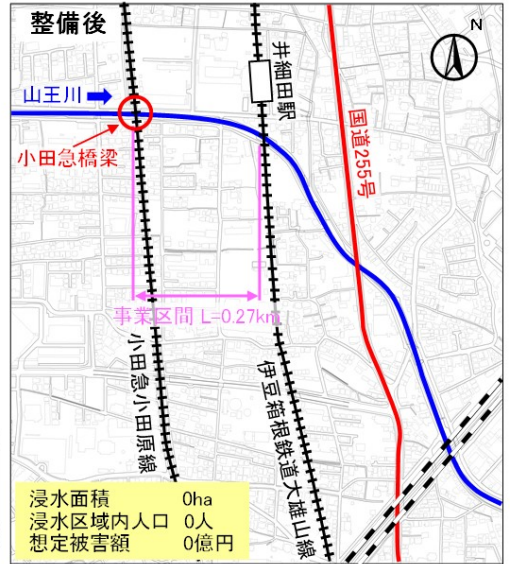 整備後
N
山王川
井細田駅
小田急橋梁
国道255号
事業区間 L=0.27km
小田急小田原線
伊豆箱根鉄道大雄山線
浸水面積 0ha
浸水区域内人口 0人
想定被害額 0億円